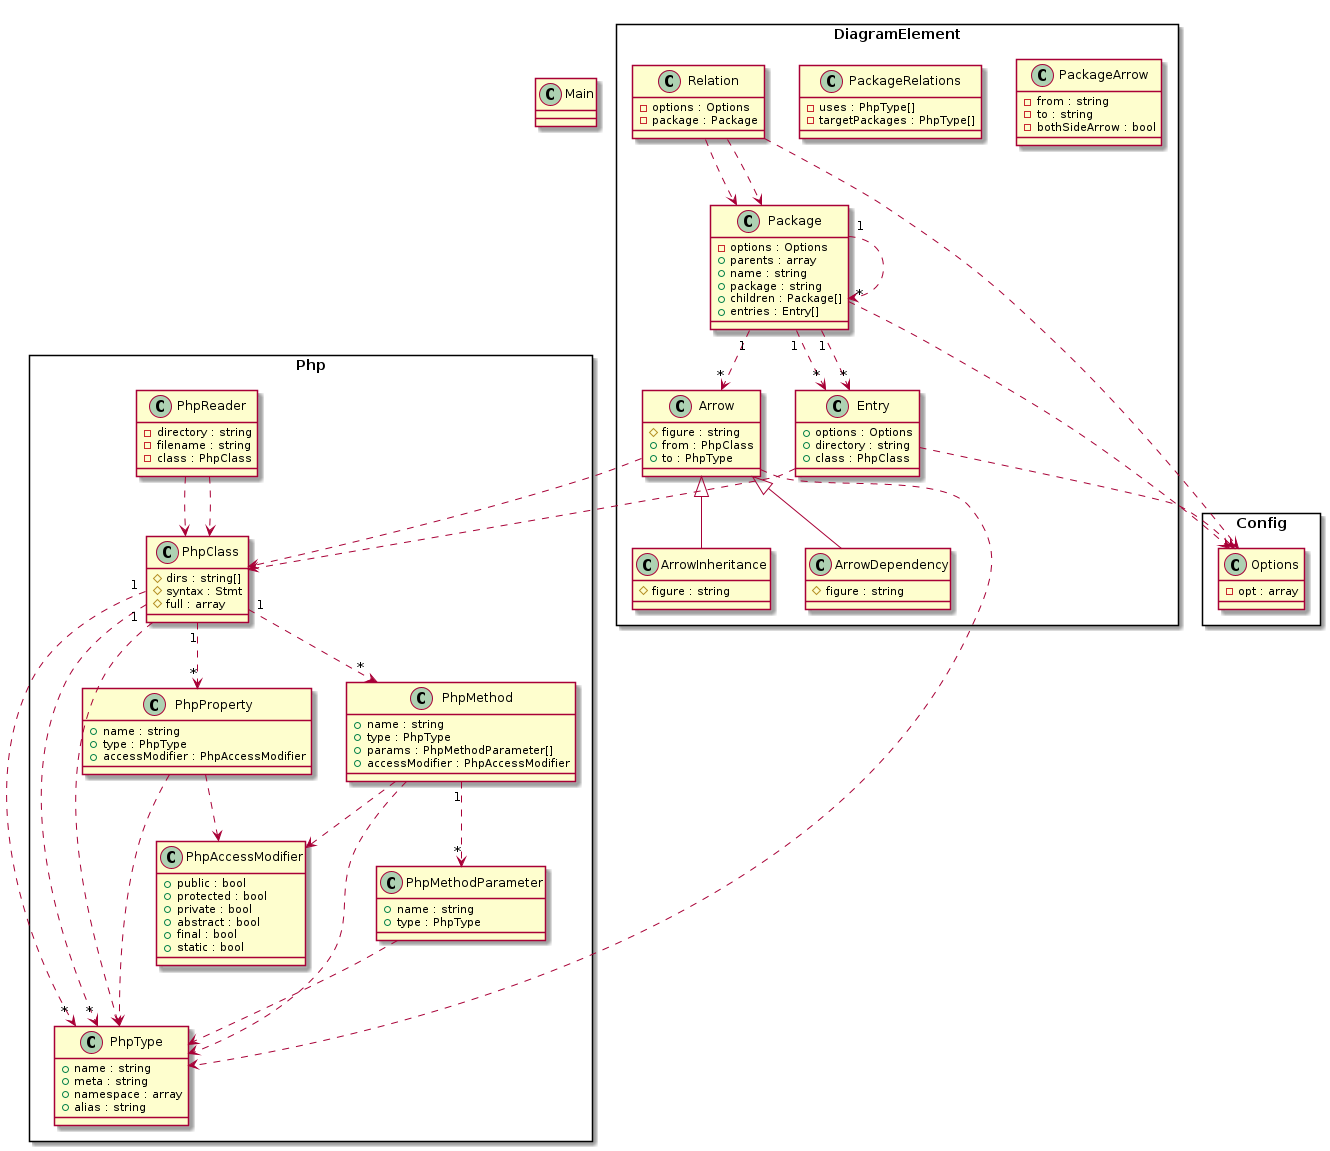 DiagramElement
C Main
C Relation
options : Options
package : Package
C PackageRelations
uses : PhpType[]
targetPackages : PhpType[]
C PackageArrow
from : string
to : string
bothSideArrow : bool
C Package
options : Options
parents : array
name : string
package : string
children : Package[]
entries : Entry[]
1
*
1
*
1
*
1
*
C Arrow
figure : string
from : PhpClass
to : PhpType
C Entry
options : Options
directory : string
class : PhpClass
C ArrowInheritance
figure : string
C ArrowDependency
figure : string
Config
C Options
opt : array
Php
C PhpReader
directory : string
filename : string
class : PhpClass
C PhpClass
dirs : string[]
syntax : Stmt
full : array
1
1
1
*
1
*
C PhpProperty
name : string
type : PhpType
accessModifier : PhpAccessModifier
C PhpMethod
name : string
type : PhpType
params : PhpMethodParameter[]
accessModifier : PhpAccessModifier
1
*
C PhpAccessModifier
public : bool
protected : bool
private : bool
abstract : bool
final : bool
static : bool
C PhpMethodParameter
name : string
type : PhpType
*
*
C PhpType
name : string
meta : string
namespace : array
alias : string